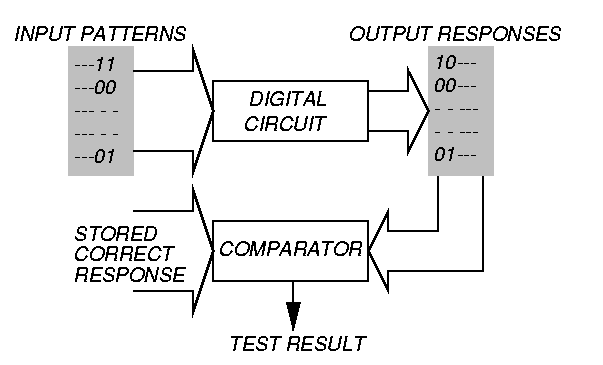 INPUT PATTERNS
---11
---00
--- - -
--- - -
---01
DIGITAL
CIRCUIT
OUTPUT RESPONSES
10---
00---
- - ---
- - ---
01---
STORED
CORRECT
RESPONSE
COMPARATOR
TEST RESULT